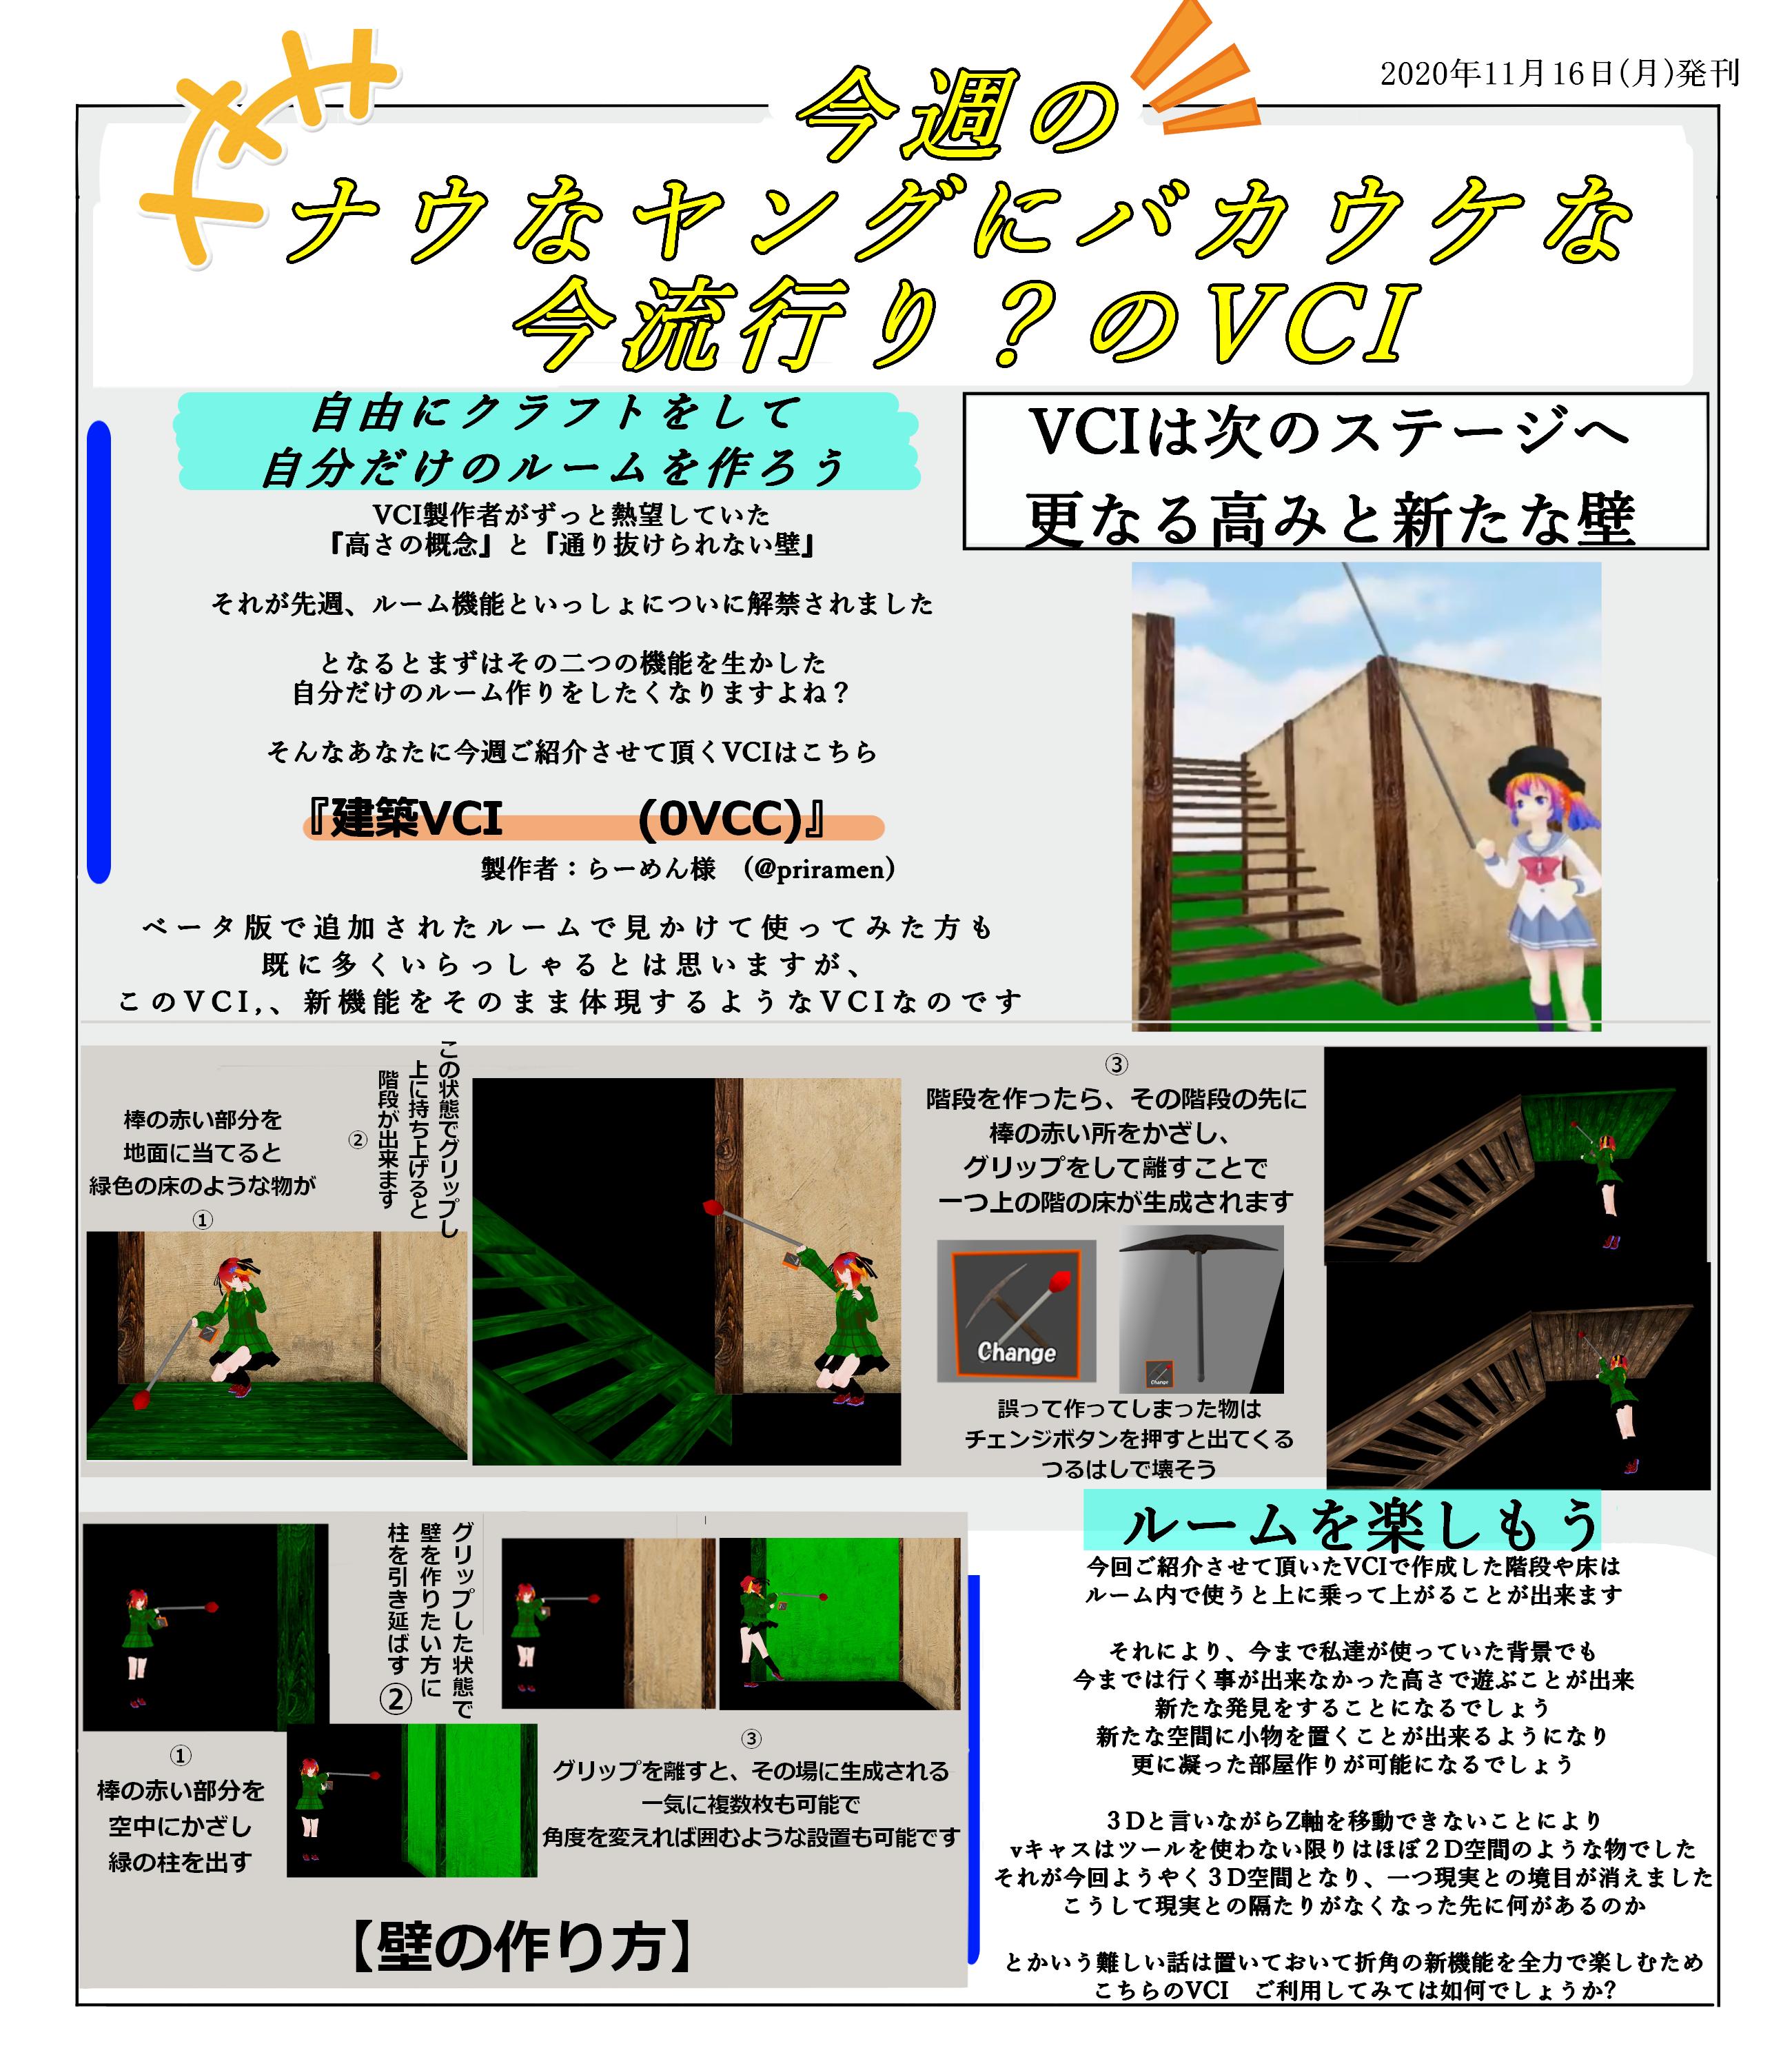 2020年11月16日(月)発刊
今週の
ナウなヤングにバカウケな
今流行り？のVCI
自由にクラフトをして
自分だけのルームを作ろう
VCI製作者がずっと熱望していた
『高さの概念』と『通り抜けられない壁』
それが先週、ルーム機能といっしょについに解禁されました
となるとまずはその二つの機能を生かした
自分だけのルーム作りをしたくなりますよね？
そんなあなたに今週ご紹介させて頂くVCIはこちら
『建築VCI　　　(0VCC)』
製作者：らーめん様　(@priramen)
ベータ版で追加されたルームで見かけて使ってみた方も
既に多くいらっしゃるとは思いますが、
このVCI,、新機能をそのまま体現するようなVCIなのです
VCIは次のステージへ
更なる高みと新たな壁
棒の赤い部分を
地面に当てると
緑色の床のような物が
①
この状態でグリップし
上に持ち上げると
階段が出来ます
②
③
階段を作ったら、その階段の先に
棒の赤い所をかざし、
グリップをして離すことで
一つ上の階の床が生成されます
Change
Change
誤って作ってしまった物は
チェンジボタンを押すと出てくる
つるはしで壊そう
①
棒の赤い部分を
空中にかざし
緑の柱を出す
グリップした状態で
壁を作りたい方に
柱を引き延ばす②
③
グリップを離すと、その場に生成される
一気に複数枚も可能で
角度を変えれば囲むような設置も可能です
【壁の作り方】
ルームを楽しもう
今回ご紹介させて頂いたVCIで作成した階段や床は
ルーム内で使うと上に乗って上がることが出来ます
それにより、今まで私達が使っていた背景でも
今までは行く事が出来なかった高さで遊ぶことが出来
新たな発見をすることになるでしょう
新たな空間に小物を置くことが出来るようになり
更に凝った部屋作りが可能になるでしょう
３Dと言いながらZ軸を移動できないことにより
vキャスはツールを使わない限りはほぼ２D空間のような物でした
それが今回ようやく３D空間となり、一つ現実との境目が消えました
こうして現実との隔たりがなくなった先に何があるのか
とかいう難しい話は置いておいて折角の新機能を全力で楽しむため
こちらのVCI　ご利用してみては如何でしょうか?